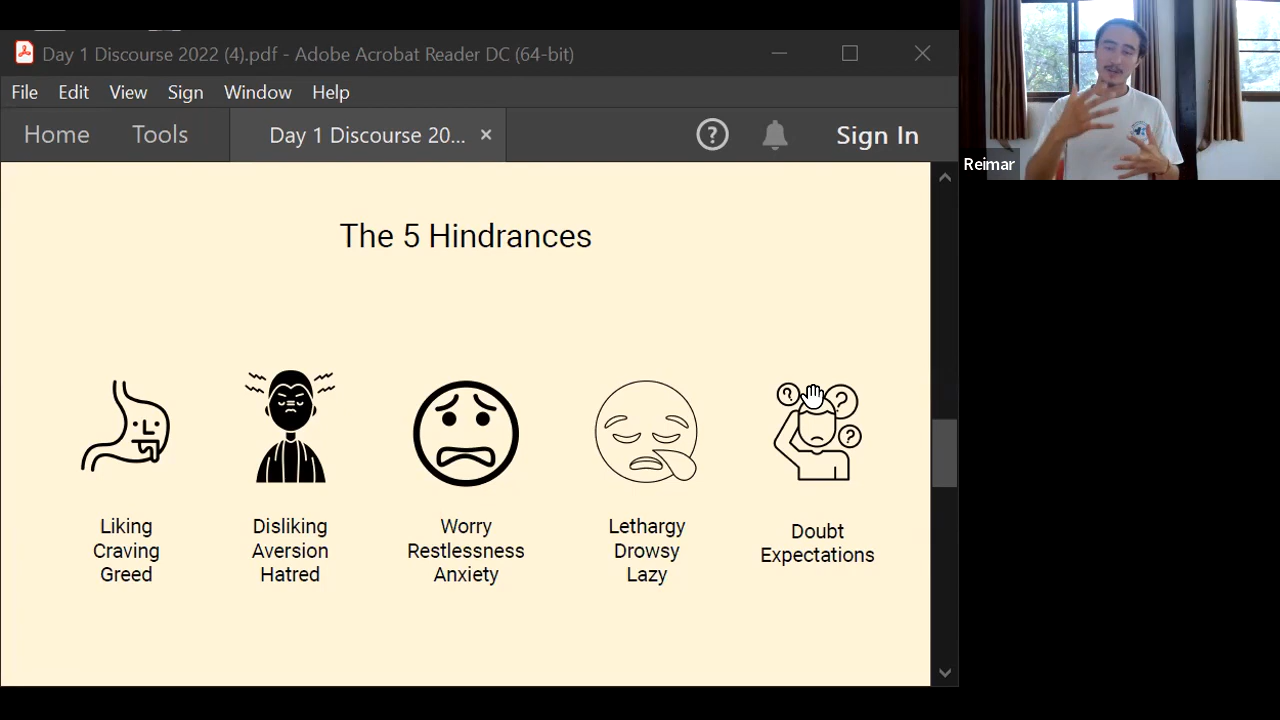 Day 1 Discourse 2022 (4).pdf - Adobe Acrobat Reader DC (64-bit)
File Edit View Sign Window Help
Home Tools Day 1 Discourse 20... × ? Sign In
Reimar
The 5 Hindrances
? ? ?
Liking
Craving
Greed
Disliking
Aversion
Hatred
Worry
Restlessness
Anxiety
Lethargy
Drowsy
Lazy
Doubt
Expectations